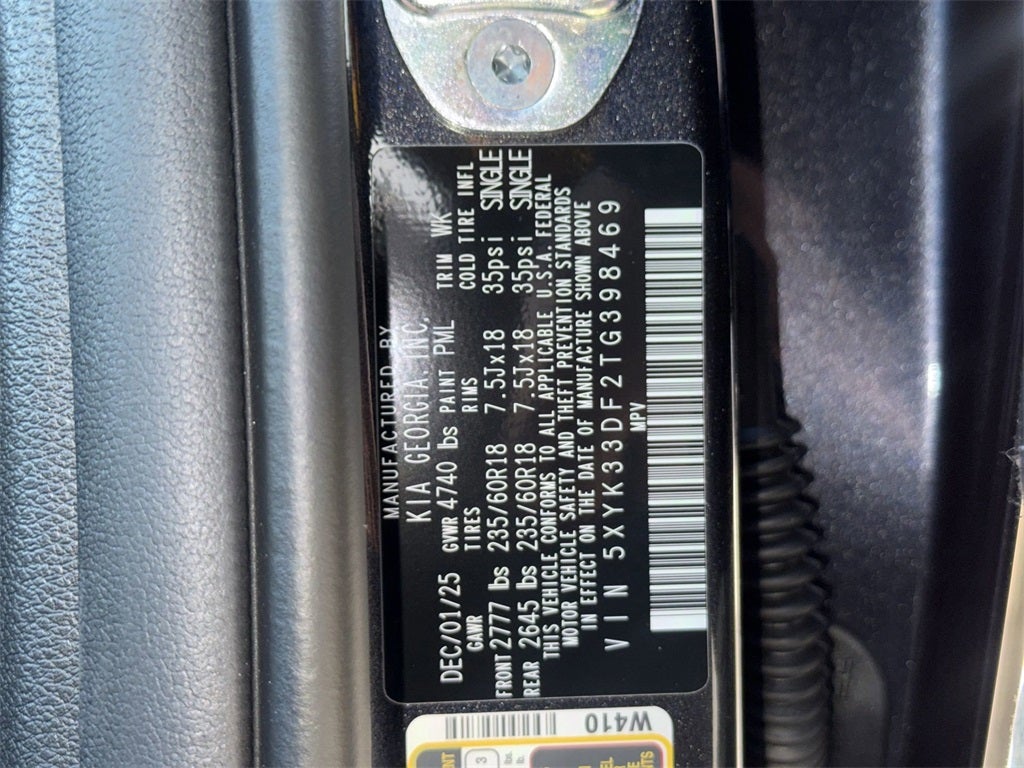 MANUFACTURED BY
KIA GEORGIA, INC.
DEC/01/25 GVWR 4740 lbs PAINT PML TRIM WK
GAWR TIRES RIMS COLD TIRE INFL
FRONT 2777 lbs 235/60R18 7.5Jx18 35psi SINGLE
REAR 2645 lbs 235/60R18 7.5Jx18 35psi SINGLE
THIS VEHICLE CONFORMS TO ALL APPLICABLE U.S.A. FEDERAL
MOTOR VEHICLE SAFETY AND THEFT PREVENTION STANDARDS
IN EFFECT ON THE DATE OF MANUFACTURE SHOWN ABOVE
VIN 5XYK33DF2TG398469
MPV
W410
3